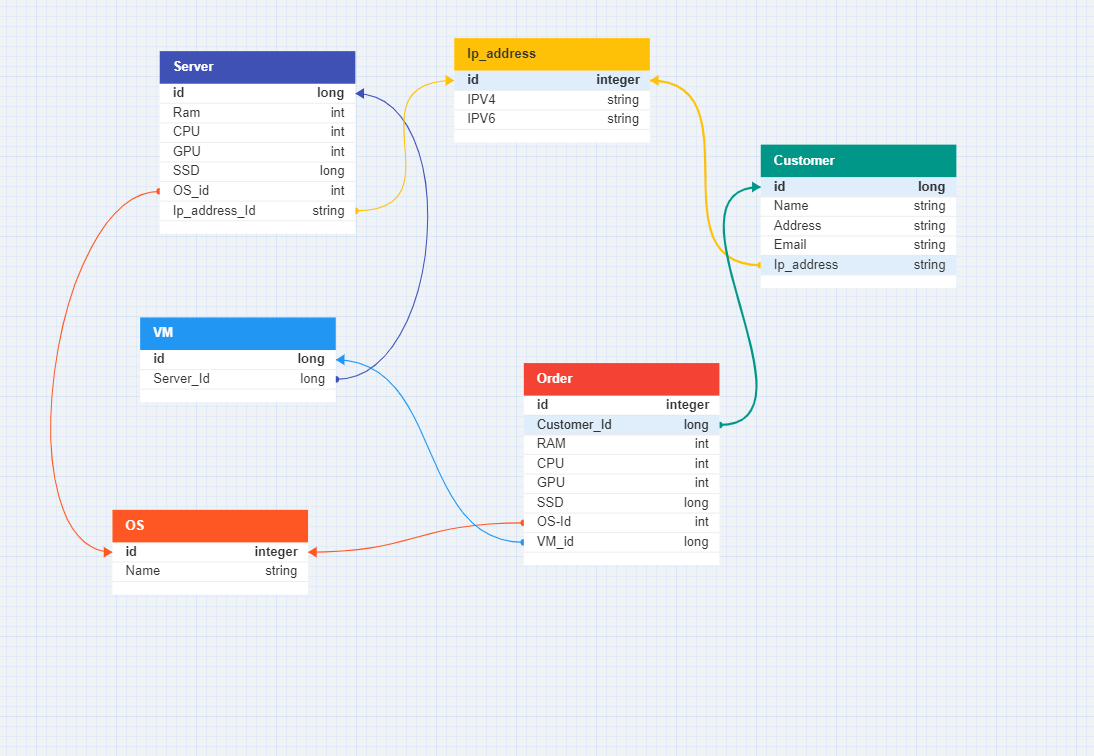 Server
id long
Ram int
CPU int
GPU int
SSD long
OS_id int
Ip_address_Id string
Ip_address
id integer
IPV4 string
IPV6 string
Customer
id long
Name string
Address string
Email string
Ip_address string
VM
id long
Server_Id long
Order
id integer
Customer_Id long
RAM int
CPU int
GPU int
SSD long
OS-Id int
VM_id long
OS
id integer
Name string